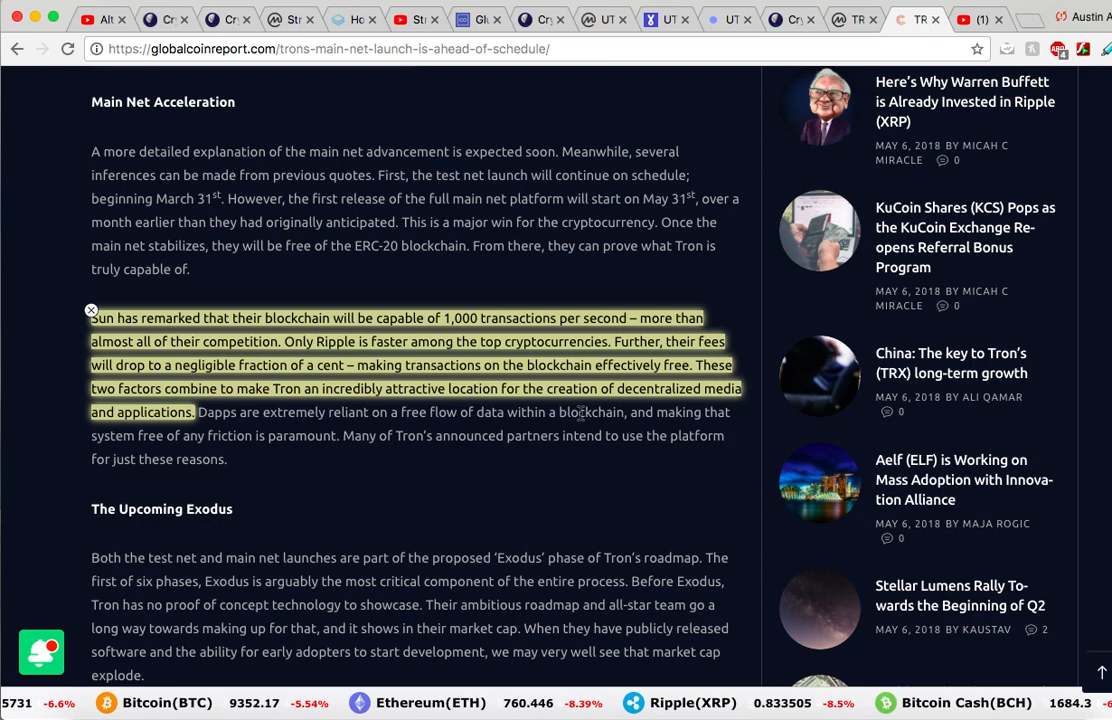 Alt
Cry
Cry
Str
Ho
Str
Glo
Cry
UT
UT
UT
Cry
TR
TR
(1)
Austin A
https://globalcoinreport.com/trons-main-net-launch-is-ahead-of-schedule/
ABP
4
Main Net Acceleration
A more detailed explanation of the main net advancement is expected soon. Meanwhile, several
inferences can be made from previous quotes. First, the test net launch will continue on schedule;
beginning March 31st. However, the first release of the full main net platform will start on May 31st, over a
month earlier than they had originally anticipated. This is a major win for the cryptocurrency. Once the
main net stabilizes, they will be free of the ERC-20 blockchain. From there, they can prove what Tron is
truly capable of.
Sun has remarked that their blockchain will be capable of 1,000 transactions per second – more than
almost all of their competition. Only Ripple is faster among the top cryptocurrencies. Further, their fees
will drop to a negligible fraction of a cent – making transactions on the blockchain effectively free. These
two factors combine to make Tron an incredibly attractive location for the creation of decentralized media
and applications. Dapps are extremely reliant on a free flow of data within a blockchain, and making that
system free of any friction is paramount. Many of Tron's announced partners intend to use the platform
for just these reasons.
The Upcoming Exodus
Both the test net and main net launches are part of the proposed 'Exodus' phase of Tron's roadmap. The
first of six phases, Exodus is arguably the most critical component of the entire process. Before Exodus,
Tron has no proof of concept technology to showcase. Their ambitious roadmap and all-star team go a
long way towards making up for that, and it shows in their market cap. When they have publicly released
software and the ability for early adopters to start development, we may very well see that market cap
explode.
Here's Why Warren Buffett
is Already Invested in Ripple
(XRP)
MAY 6, 2018 BY MICAH C
MIRACLE 0
KuCoin Shares (KCS) Pops as
the KuCoin Exchange Re-
opens Referral Bonus
Program
MAY 6, 2018 BY MICAH C
MIRACLE 0
China: The key to Tron's
(TRX) long-term growth
MAY 6, 2018 BY ALI QAMAR
0
Aelf (ELF) is Working on
Mass Adoption with Innova-
tion Alliance
MAY 6, 2018 BY MAJA ROGIC
0
Stellar Lumens Rally To-
wards the Beginning of Q2
MAY 6, 2018 BY KAUSTAV 2
5731 -6.6% Bitcoin(BTC) 9352.17 -5.54% Ethereum(ETH) 760.446 -8.39% Ripple(XRP) 0.833505 -8.5% Bitcoin Cash(BCH) 1684.3 -6